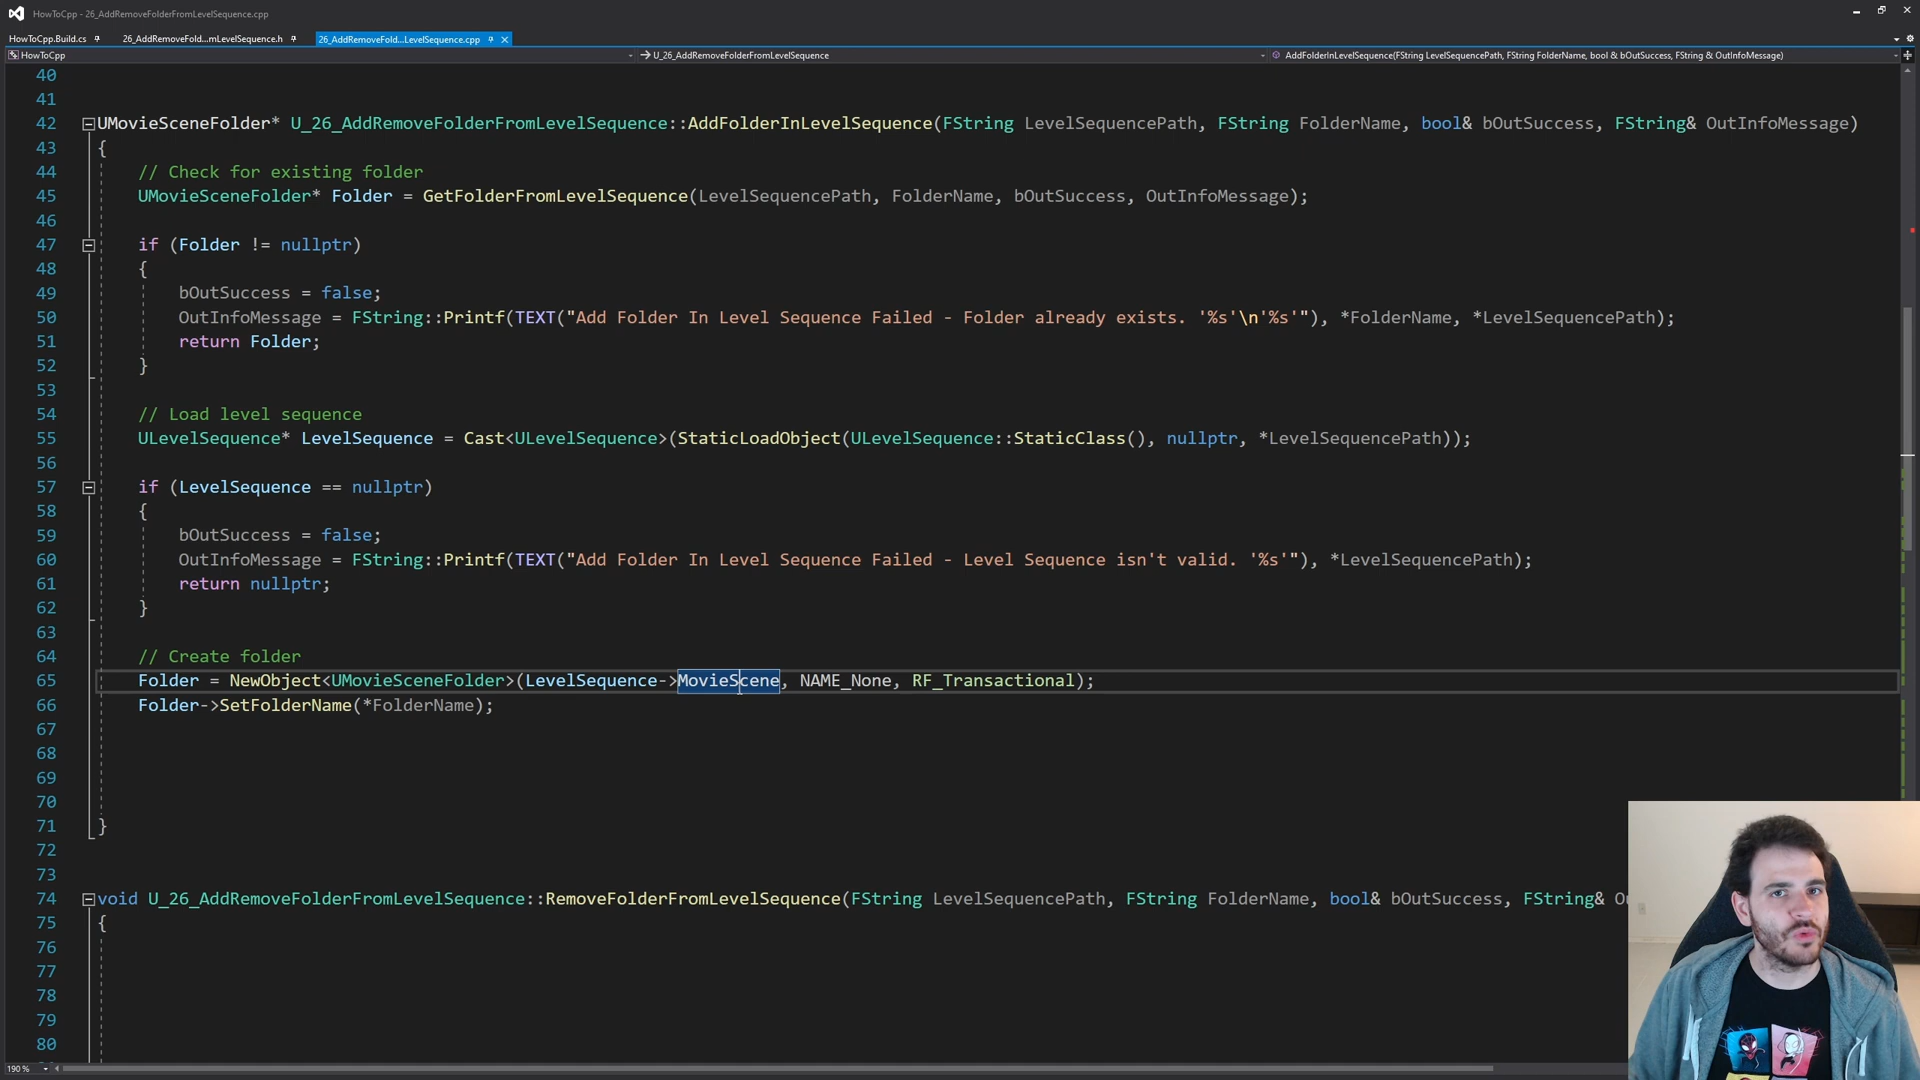 HowToCpp - 26_AddRemoveFolderFromLevelSequence.cpp
HowToCpp.Build.cs 26_AddRemoveFold...mLevelSequence.h 26_AddRemoveFold...LevelSequence.cpp
HowToCpp U_26_AddRemoveFolderFromLevelSequence AddFolderInLevelSequence(FString LevelSequencePath, FString FolderName, bool & bOutSuccess, FString & OutInfoMessage)
40
41
42 UMovieSceneFolder* U_26_AddRemoveFolderFromLevelSequence::AddFolderInLevelSequence(FString LevelSequencePath, FString FolderName, bool& bOutSuccess, FString& OutInfoMessage)
43 {
44 // Check for existing folder
45 UMovieSceneFolder* Folder = GetFolderFromLevelSequence(LevelSequencePath, FolderName, bOutSuccess, OutInfoMessage);
46
47 if (Folder != nullptr)
48 {
49 bOutSuccess = false;
50 OutInfoMessage = FString::Printf(TEXT("Add Folder In Level Sequence Failed - Folder already exists. '%s'\n'%s'"), *FolderName, *LevelSequencePath);
51 return Folder;
52 }
53
54 // Load level sequence
55 ULevelSequence* LevelSequence = Cast<ULevelSequence>(StaticLoadObject(ULevelSequence::StaticClass(), nullptr, *LevelSequencePath));
56
57 if (LevelSequence == nullptr)
58 {
59 bOutSuccess = false;
60 OutInfoMessage = FString::Printf(TEXT("Add Folder In Level Sequence Failed - Level Sequence isn't valid. '%s'"), *LevelSequencePath);
61 return nullptr;
62 }
63
64 // Create folder
65 Folder = NewObject<UMovieSceneFolder>(LevelSequence->MovieScene, NAME_None, RF_Transactional);
66 Folder->SetFolderName(*FolderName);
67
68
69
70
71 }
72
73
74 void U_26_AddRemoveFolderFromLevelSequence::RemoveFolderFromLevelSequence(FString LevelSequencePath, FString FolderName, bool& bOutSuccess, FString&
75 {
76
77
78
79
80
190 %